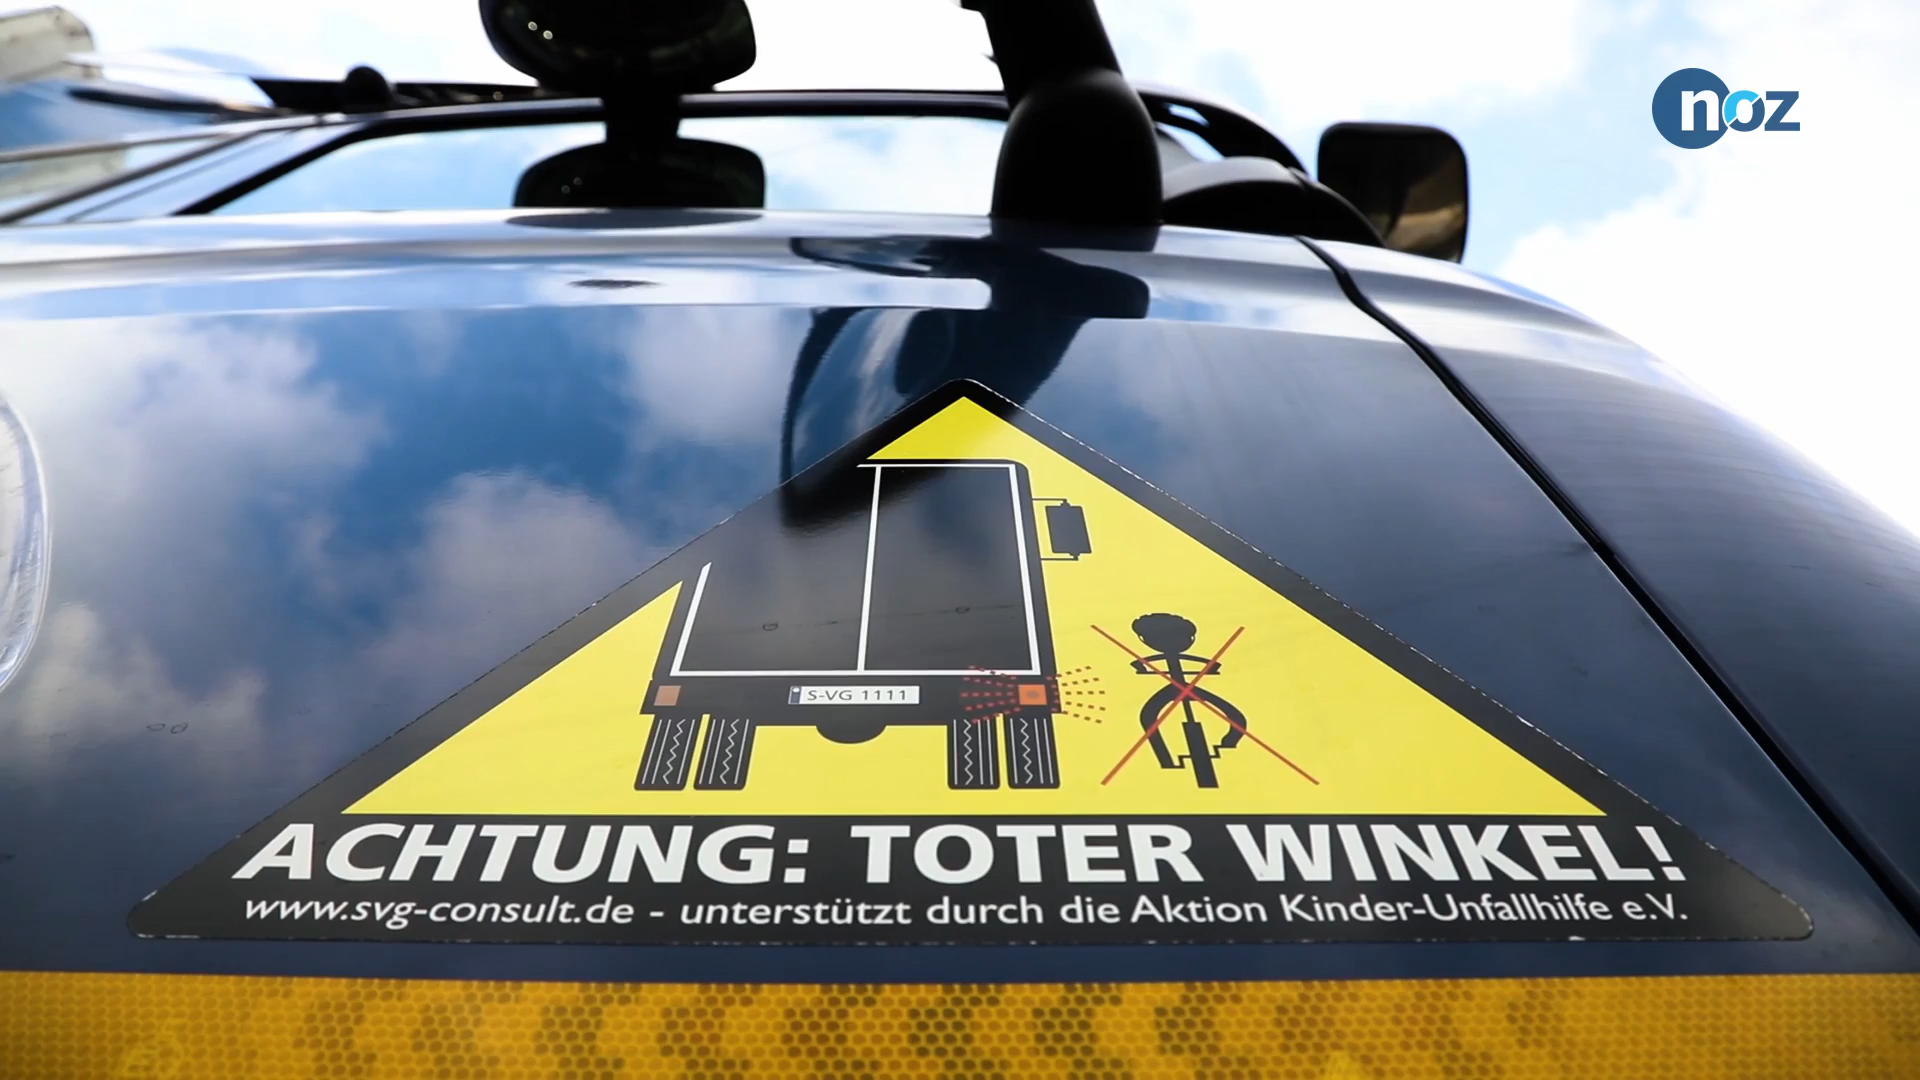 noz
S-VG 1111
ACHTUNG: TOTER WINKEL!
www.svg-consult.de - unterstützt durch die Aktion Kinder-Unfallhilfe e.V.